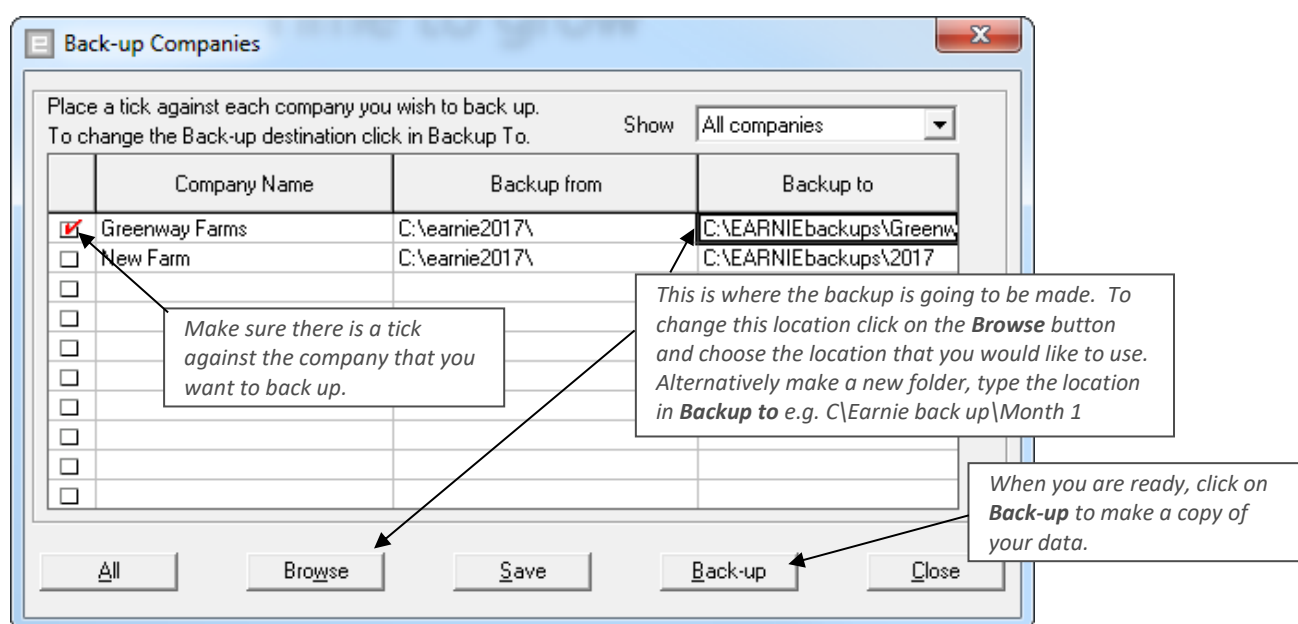 Time to grow
Back-up Companies
Place a tick against each company you wish to back up.
To change the Back-up destination click in Backup To.
Show All companies
Company Name Backup from Backup to
Greenway Farms C:\earnie2017\ C:\EARNIEbackups\Greenw
New Farm C:\earnie2017\ C:\EARNIEbackups\2017
Make sure there is a tick
against the company that you
want to back up.
This is where the backup is going to be made. To
change this location click on the Browse button
and choose the location that you would like to use.
Alternatively make a new folder, type the location
in Backup to e.g. C\Earnie back up\Month 1
When you are ready, click on
Back-up to make a copy of
your data.
All Browse Save Back-up Close